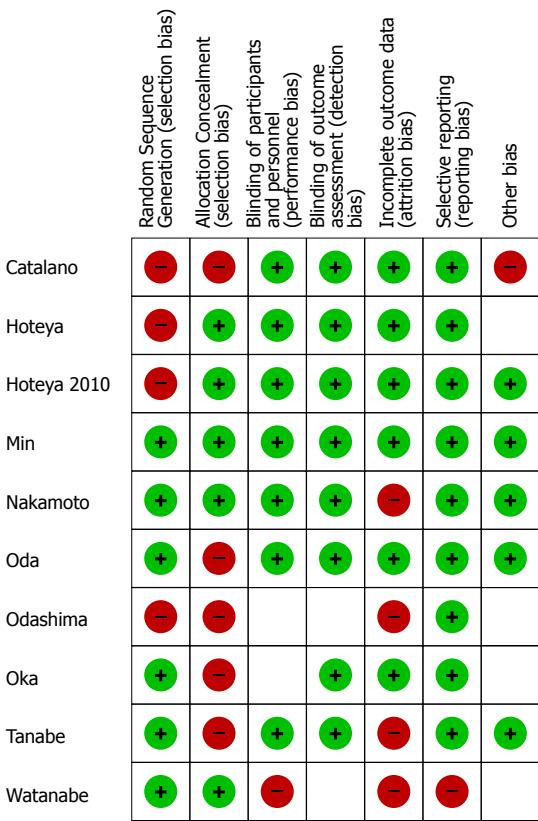 Random Sequence
Generation (selection bias)
Allocation Concealment
(selection bias)
Blinding of participants
and personnel
(performance bias)
Blinding of outcome
assessment (detection
bias)
Incomplete outcome data
(attrition bias)
Selective reporting
(reporting bias)
Other bias
Catalano − − + + + + −
Hoteya − + + + + +
Hoteya 2010 − + + + + + +
Min + + + + + + +
Nakamoto + + + + − + +
Oda + − + + + + +
Odashima − − − +
Oka + − + + +
Tanabe + − + + − + +
Watanabe + + − − −